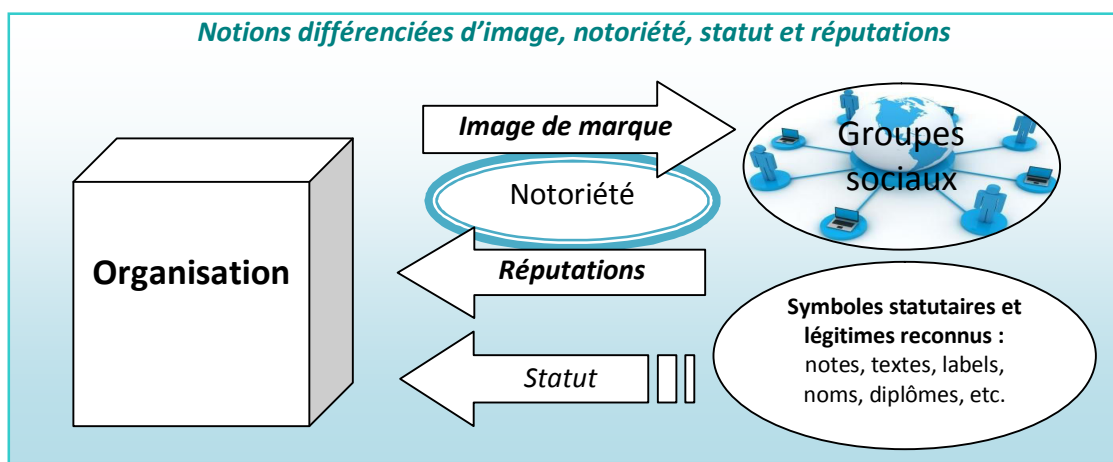 Notions différenciées d’image, notoriété, statut et réputations
Image de marque
Groupes
sociaux
Notoriété
Organisation
Réputations
Symboles statutaires et
légitimes reconnus :
notes, textes, labels,
noms, diplômes, etc.
Statut